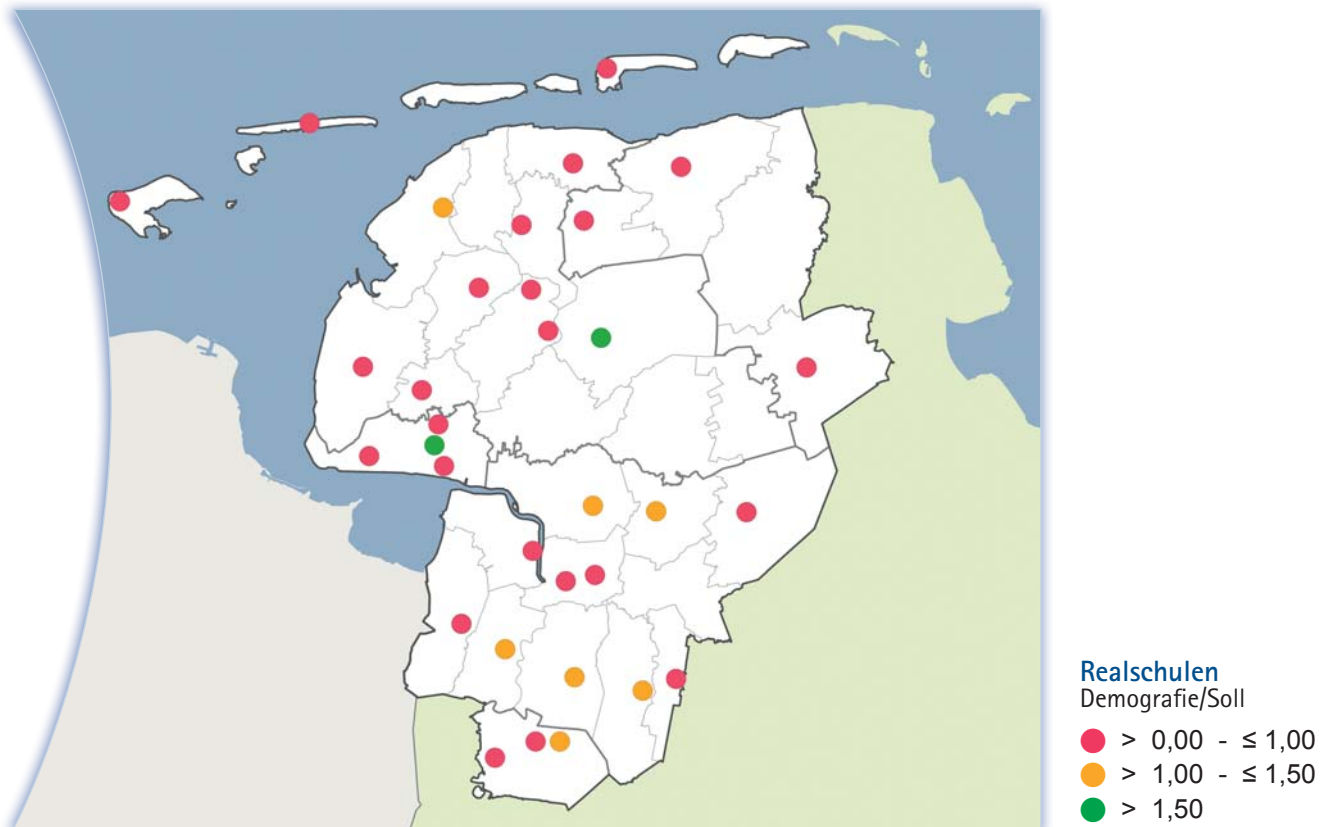 Realschulen
Demografie/Soll
> 0,00 - ≤ 1,00
> 1,00 - ≤ 1,50
> 1,50